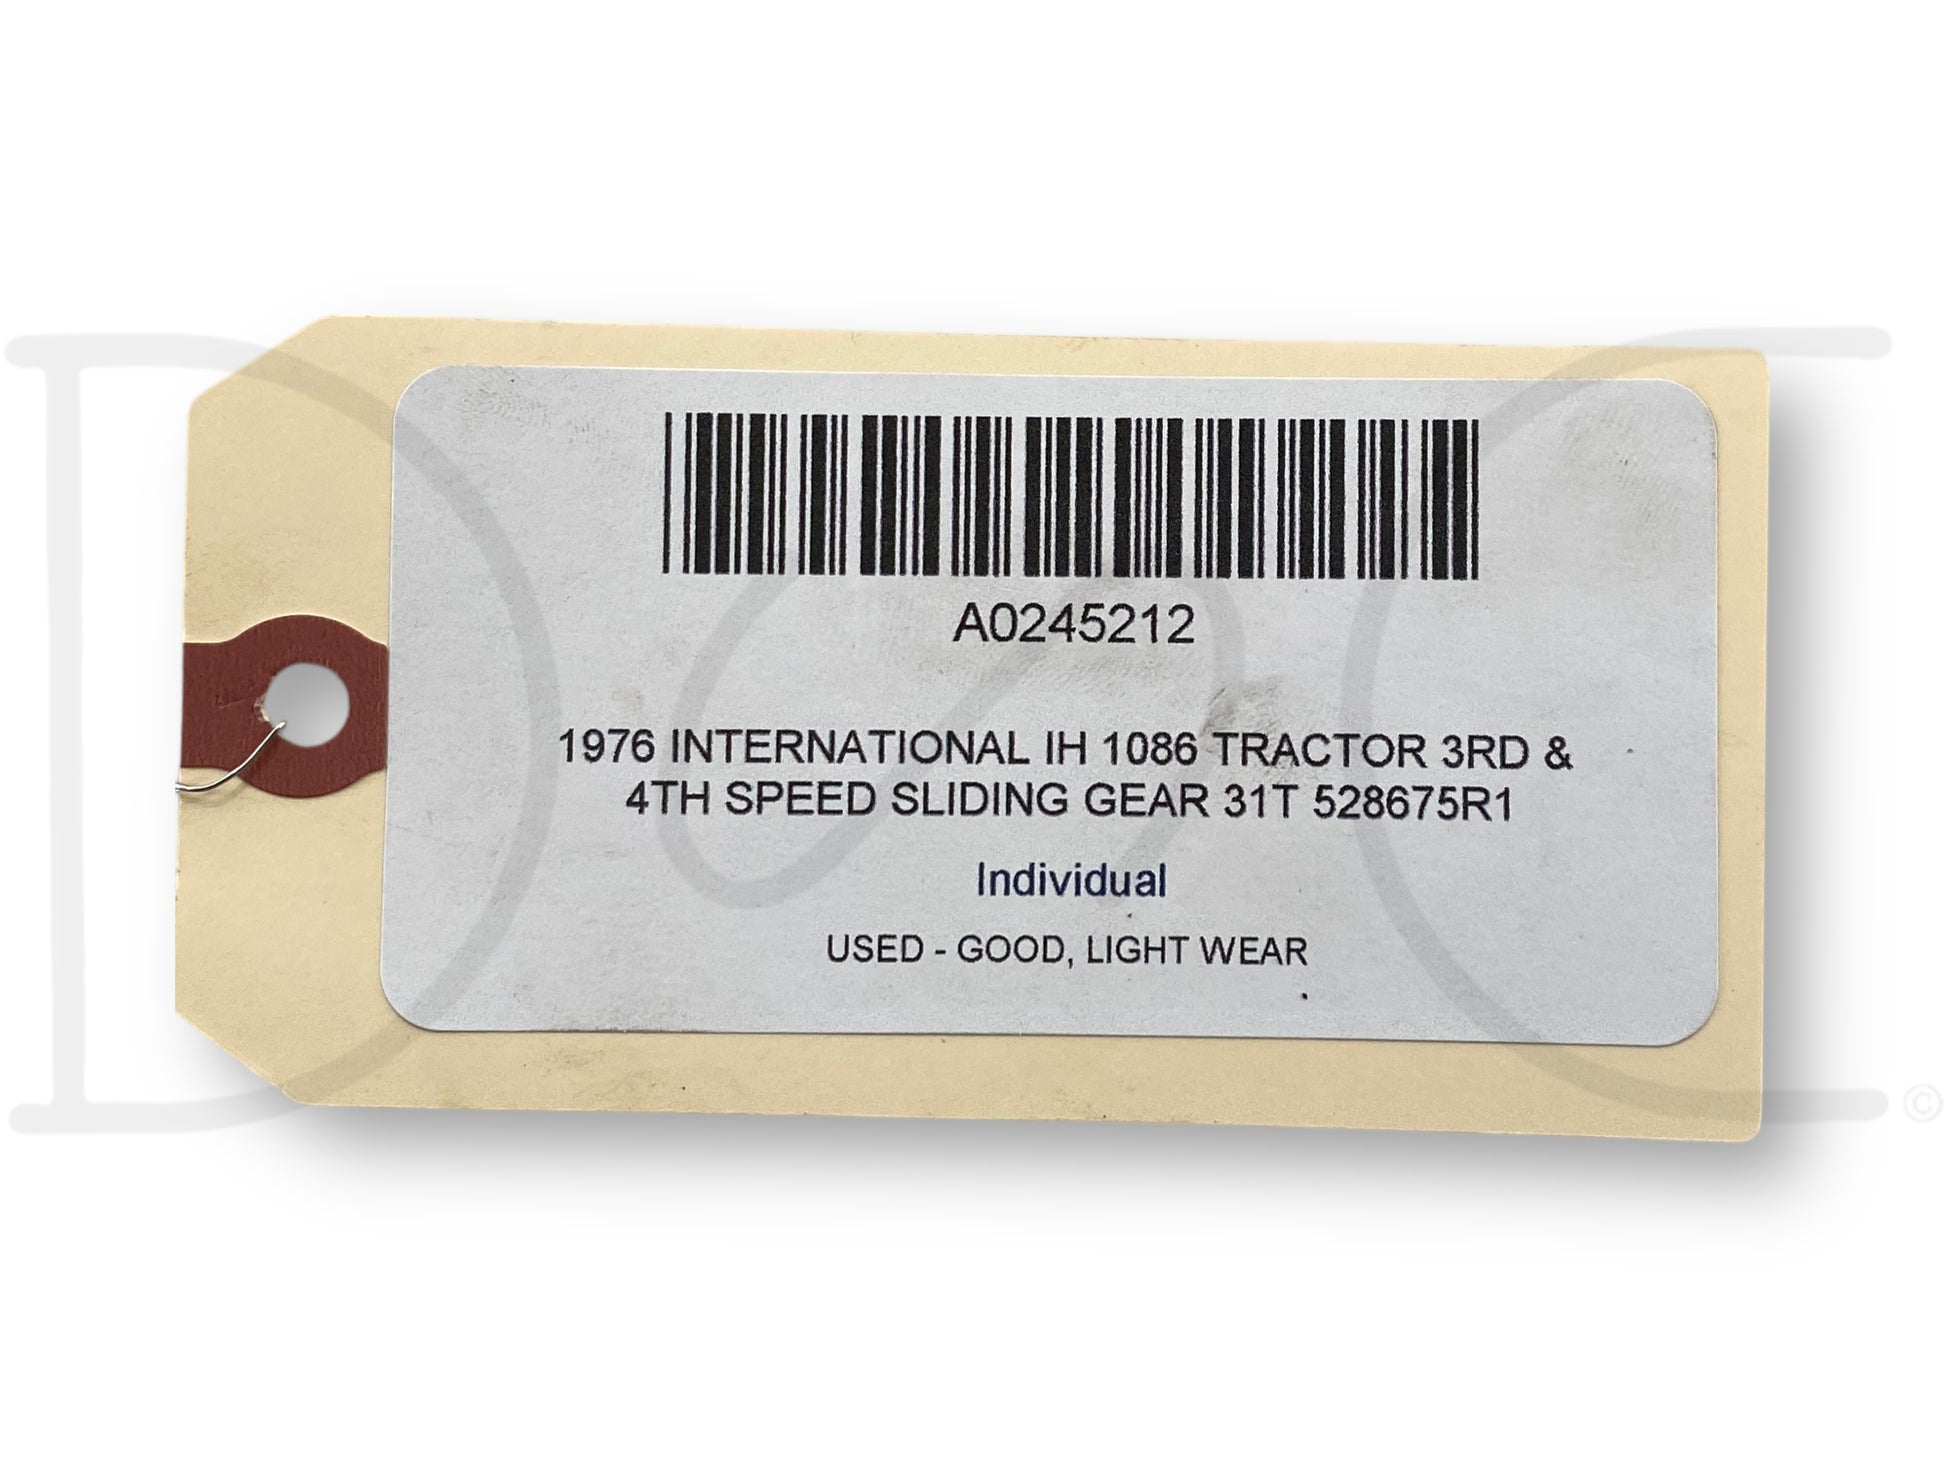 A0245212
1976 INTERNATIONAL IH 1086 TRACTOR 3RD &
4TH SPEED SLIDING GEAR 31T 528675R1
Individual
USED - GOOD, LIGHT WEAR
©